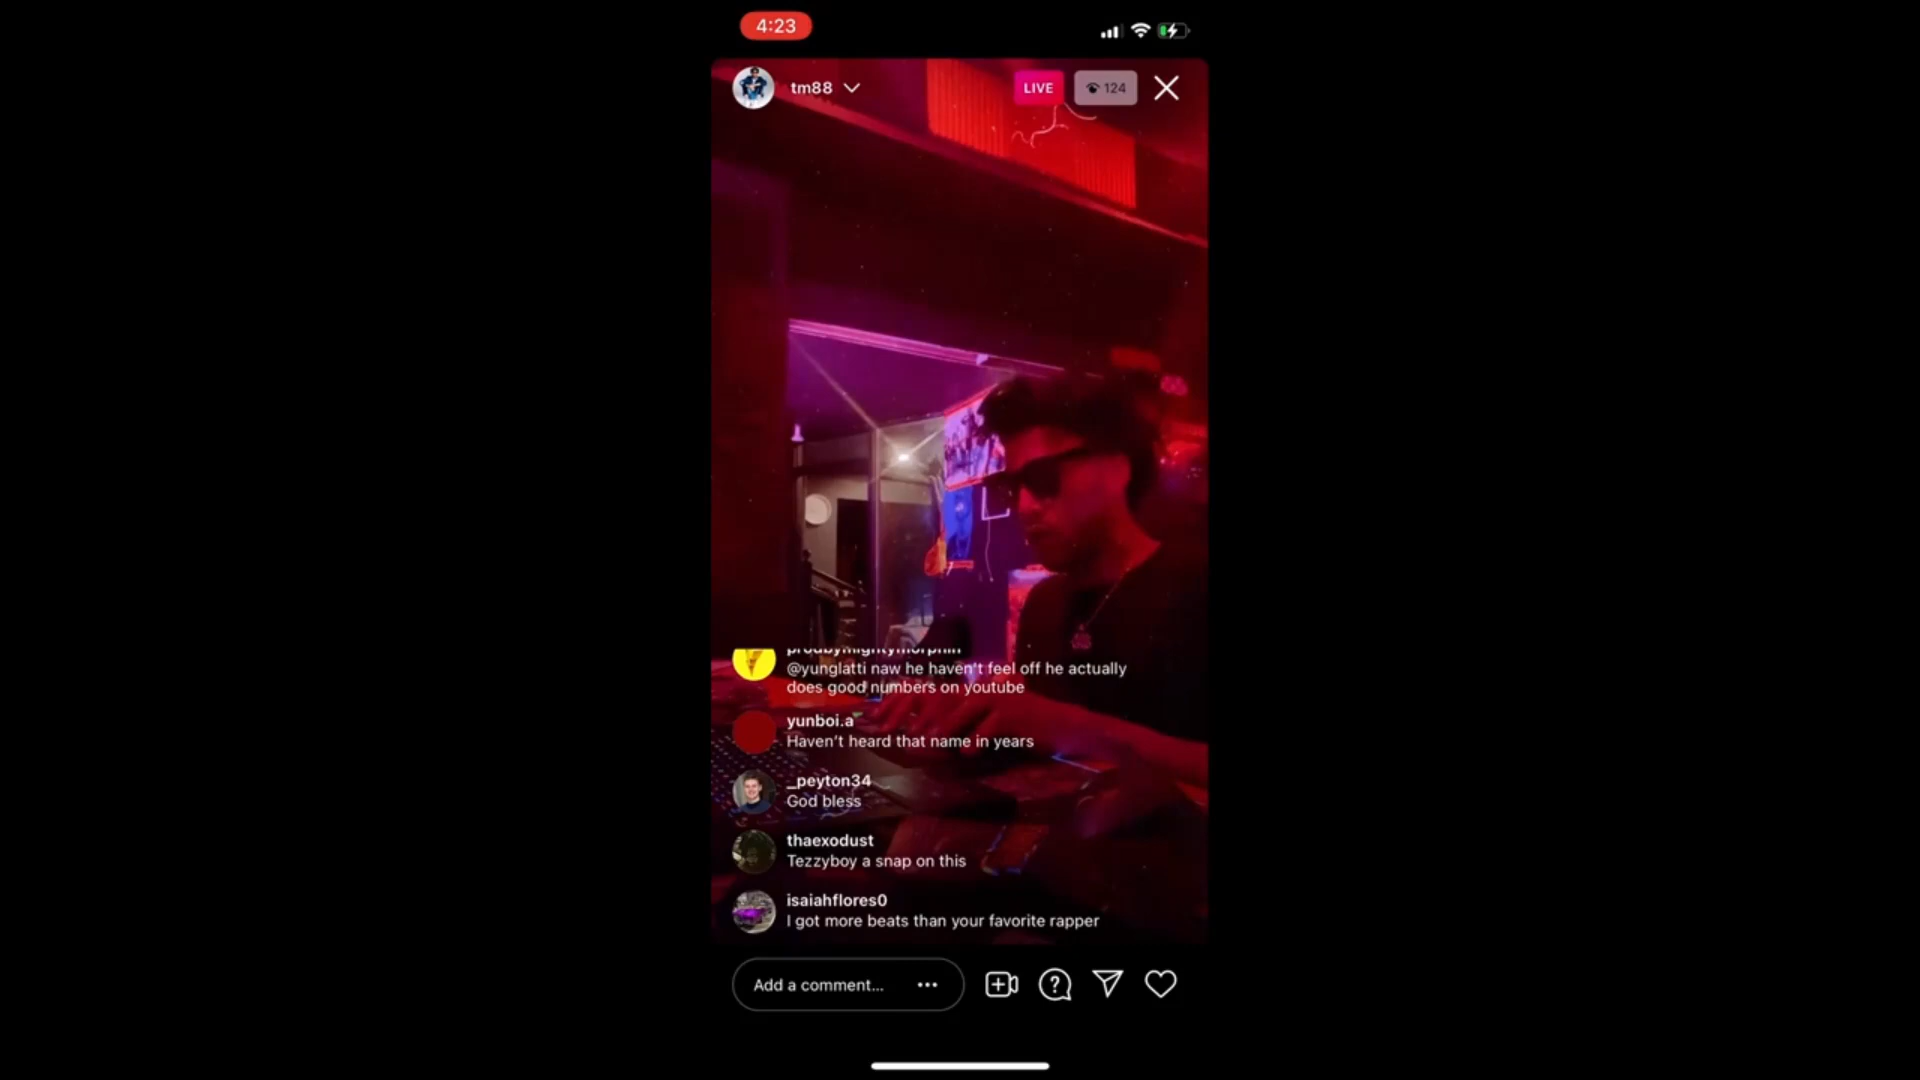 4:23
tm88
LIVE
124
prodbymightymorphin
@yunglatti naw he haven't feel off he actually
does good numbers on youtube
yunboi.a
Haven't heard that name in years
_peyton34
God bless
thaexodust
Tezzyboy a snap on this
isaiahflores0
I got more beats than your favorite rapper
Add a comment...